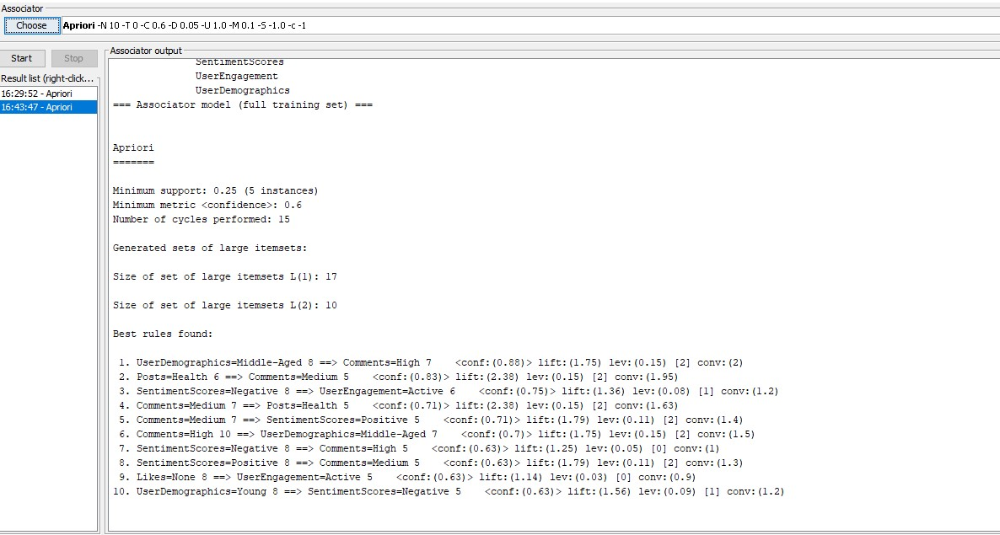 Associator
Choose Apriori -N 10 -T 0 -C 0.6 -D 0.05 -U 1.0 -M 0.1 -S -1.0 -c -1
Start Stop
Result list (right-click...
16:29:52 - Apriori
16:43:47 - Apriori
Associator output
SentimentScores
UserEngagement
UserDemographics
=== Associator model (full training set) ===
Apriori
=======
Minimum support: 0.25 (5 instances)
Minimum metric <confidence>: 0.6
Number of cycles performed: 15
Generated sets of large itemsets:
Size of set of large itemsets L(1): 17
Size of set of large itemsets L(2): 10
Best rules found:
1. UserDemographics=Middle-Aged 8 ==> Comments=High 7 <conf:(0.88)> lift:(1.75) lev:(0.15) [2] conv:(2)
2. Posts=Health 6 ==> Comments=Medium 5 <conf:(0.83)> lift:(2.38) lev:(0.15) [2] conv:(1.95)
3. SentimentScores=Negative 8 ==> UserEngagement=Active 6 <conf:(0.75)> lift:(1.36) lev:(0.08) [1] conv:(1.2)
4. Comments=Medium 7 ==> Posts=Health 5 <conf:(0.71)> lift:(2.38) lev:(0.15) [2] conv:(1.63)
5. Comments=Medium 7 ==> SentimentScores=Positive 5 <conf:(0.71)> lift:(1.79) lev:(0.11) [2] conv:(1.4)
6. Comments=High 10 ==> UserDemographics=Middle-Aged 7 <conf:(0.7)> lift:(1.75) lev:(0.15) [2] conv:(1.5)
7. SentimentScores=Negative 8 ==> Comments=High 5 <conf:(0.63)> lift:(1.25) lev:(0.05) [0] conv:(1)
8. SentimentScores=Positive 8 ==> Comments=Medium 5 <conf:(0.63)> lift:(1.79) lev:(0.11) [2] conv:(1.3)
9. Likes=None 8 ==> UserEngagement=Active 5 <conf:(0.63)> lift:(1.14) lev:(0.03) [0] conv:(0.9)
10. UserDemographics=Young 8 ==> SentimentScores=Negative 5 <conf:(0.63)> lift:(1.56) lev:(0.09) [1] conv:(1.2)